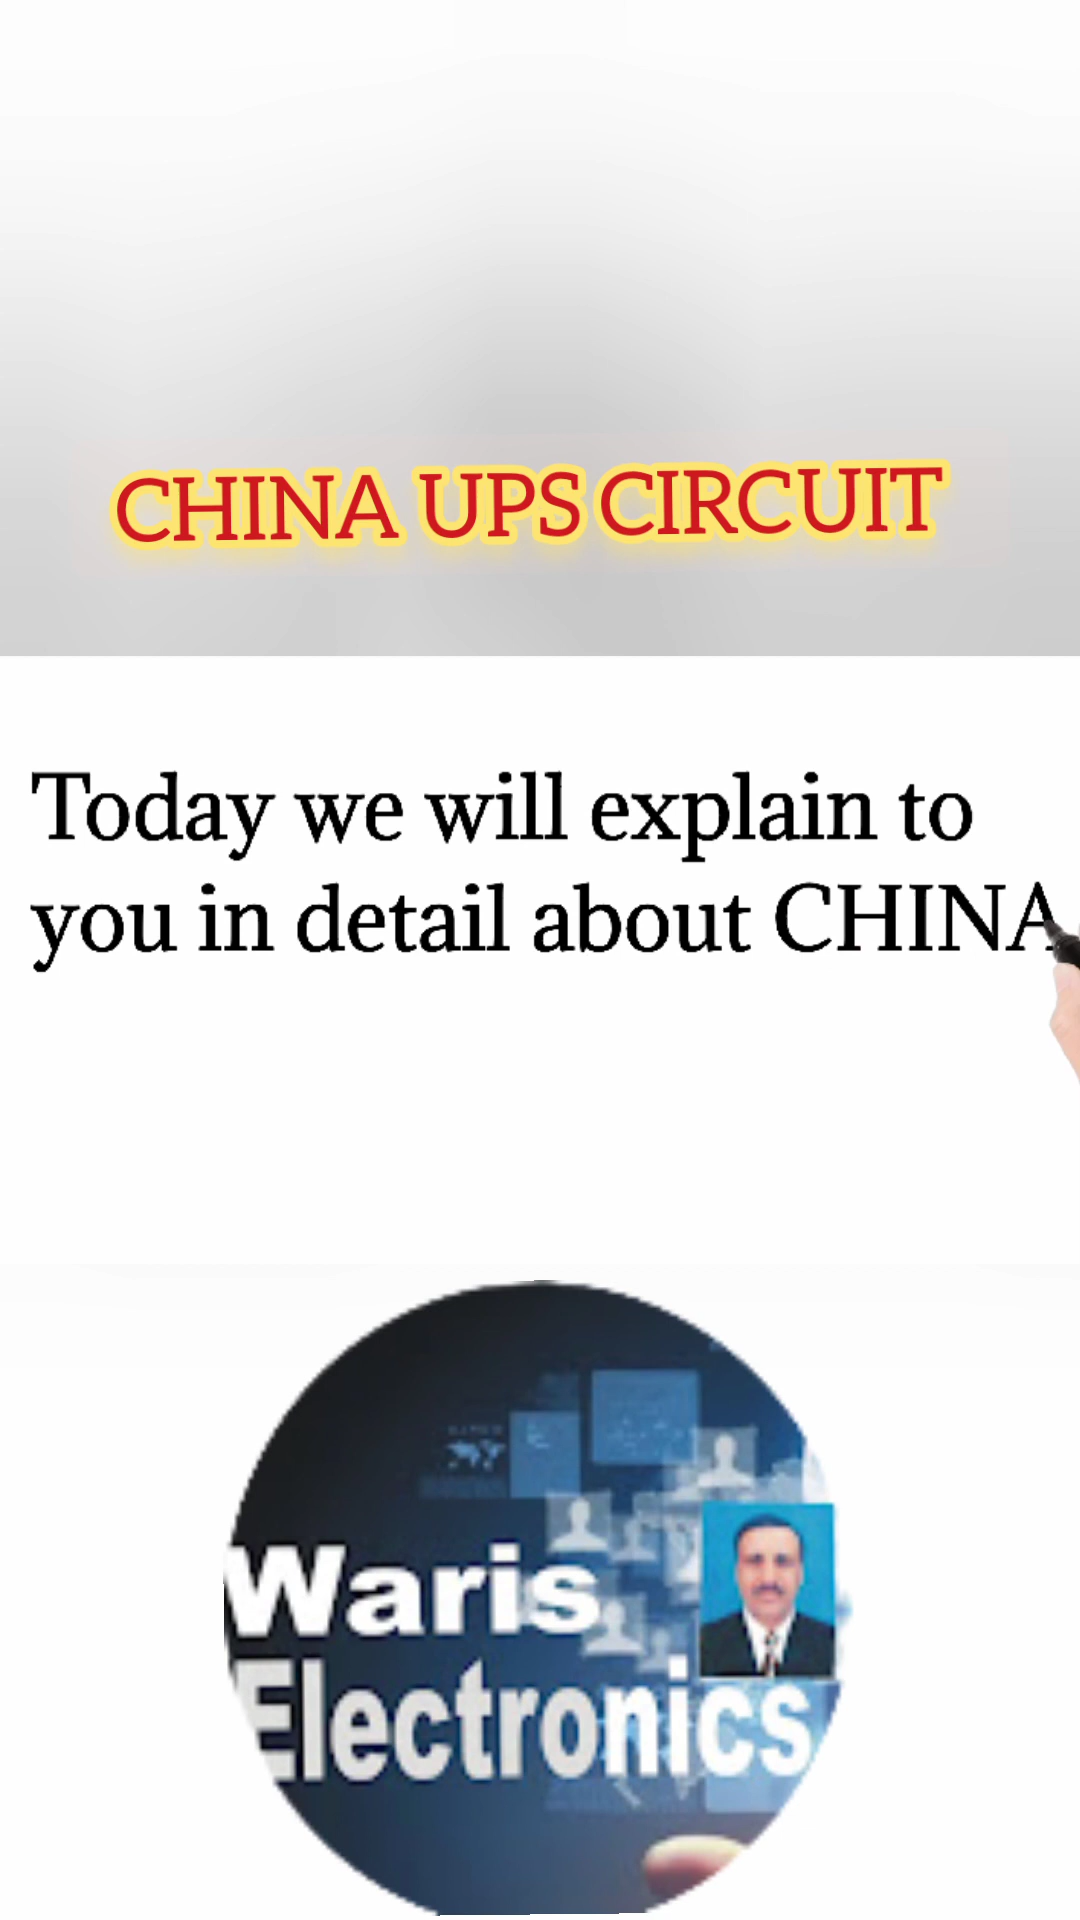 CHINA UPS CIRCUIT
Today we will explain to
you in detail about CHINA
Waris
Electronics